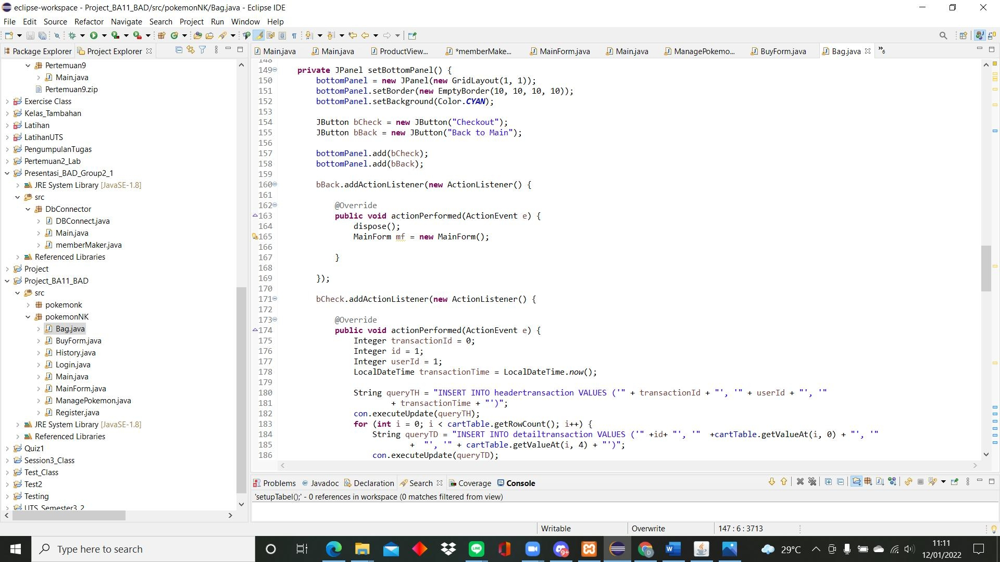 eclipse-workspace - Project_BA11_BAD/src/pokemonNK/Bag.java - Eclipse IDE
File Edit Source Refactor Navigate Search Project Run Window Help
Package Explorer Project Explorer
Pertemuan9
Main.java
Pertemuan9.zip
Exercise Class
Kelas_Tambahan
Latihan
LatihanUTS
PengumpulanTugas
Pertemuan2_Lab
Presentasi_BAD_Group2_1
JRE System Library [JavaSE-1.8]
src
DbConnector
DBConnect.java
Main.java
memberMaker.java
Referenced Libraries
Project
Project_BA11_BAD
src
pokemonk
pokemonNK
Bag.java
BuyForm.java
History.java
Login.java
Main.java
MainForm.java
ManagePokemon.java
Register.java
JRE System Library [JavaSE-1.8]
Referenced Libraries
Quiz1
Session3_Class
Test_Class
Test2
Testing
UTS_Semester3_2
Main.java Main.java ProductView... *memberMake... MainForm.java Main.java ManagePokemo... BuyForm.java Bag.java »6
148
149 private JPanel setBottomPanel() {
150 bottomPanel = new JPanel(new GridLayout(1, 1));
151 bottomPanel.setBorder(new EmptyBorder(10, 10, 10, 10));
152 bottomPanel.setBackground(Color.CYAN);
153
154 JButton bCheck = new JButton("Checkout");
155 JButton bBack = new JButton("Back to Main");
156
157 bottomPanel.add(bCheck);
158 bottomPanel.add(bBack);
159
160 bBack.addActionListener(new ActionListener() {
161
162 @Override
163 public void actionPerformed(ActionEvent e) {
164 dispose();
165 MainForm mf = new MainForm();
166
167 }
168
169 });
170
171 bCheck.addActionListener(new ActionListener() {
172
173 @Override
174 public void actionPerformed(ActionEvent e) {
175 Integer transactionId = 0;
176 Integer id = 1;
177 Integer userId = 1;
178 LocalDateTime transactionTime = LocalDateTime.now();
179
180 String queryTH = "INSERT INTO headertransaction VALUES ('" + transactionId + "', '" + userId + "', '"
181 + transactionTime + "')";
182 con.executeUpdate(queryTH);
183 for (int i = 0; i < cartTable.getRowCount(); i++) {
184 String queryTD = "INSERT INTO detailtransaction VALUES ('" +id+ "', '" +cartTable.getValueAt(i, 0) + "', '"
185 + "', '" + cartTable.getValueAt(i, 4) + "')";
186 con.executeUpdate(queryTD);
Problems @ Javadoc Declaration Search Coverage Console
'setupTabel();' - 0 references in workspace (0 matches filtered from view)
Writable Overwrite 147 : 6 : 3713
Type here to search
LINE
9+
D
29°C
11:11
12/01/2022